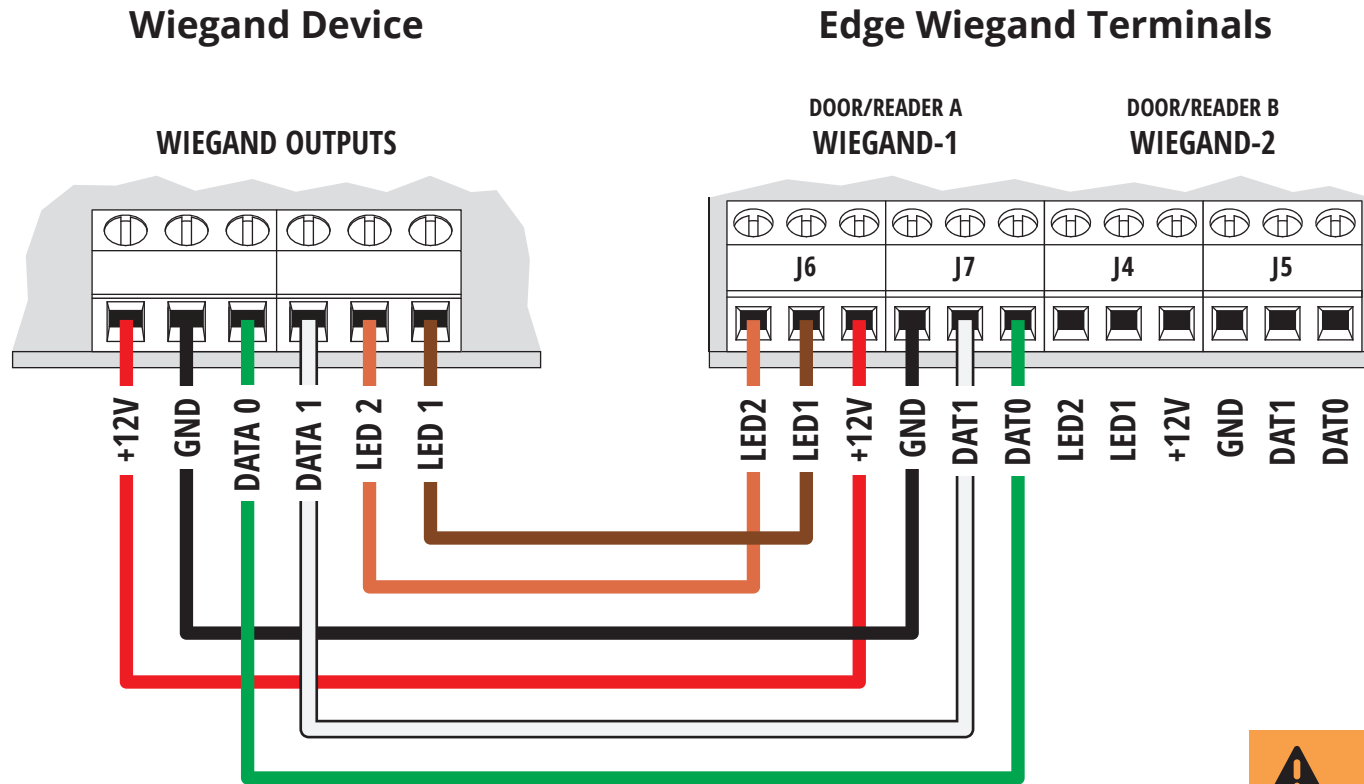 Wiegand Device
Edge Wiegand Terminals
WIEGAND OUTPUTS
DOOR/READER A
WIEGAND-1
DOOR/READER B
WIEGAND-2
J6
J7
J4
J5
+12V
GND
DATA 0
DATA 1
LED 2
LED 1
LED2
LED1
+12V
GND
DAT1
DAT0
LED2
LED1
+12V
GND
DAT1
DAT0